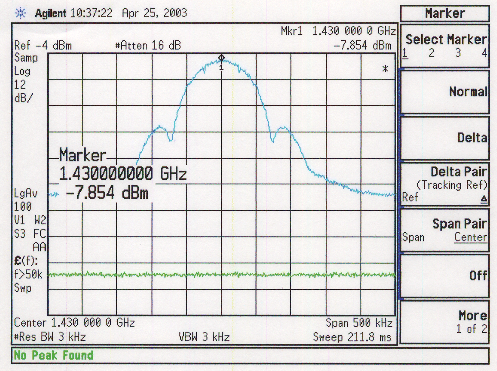 Agilent 10:37:22 Apr 25, 2003
Marker
Mkr1 1.430 000 0 GHz
Ref -4 dBm
*Atten 16 dB
-7.854 dBm
Select Marker
1 2 3 4
Samp
Log
12
dB/
*
1
Normal
Delta
Marker
1.430000000 GHz
-7.854 dBm
Delta Pair
(Tracking Ref)
Ref Δ
LgAv
100
V1 W2
S3 FC
AA
£(f):
f>50k
Swp
Span Pair
Span Center
Off
Center 1.430 000 0 GHz
Span 500 kHz
*Res BW 3 kHz
VBW 3 kHz
Sweep 211.8 ms
More
1 of 2
No Peak Found